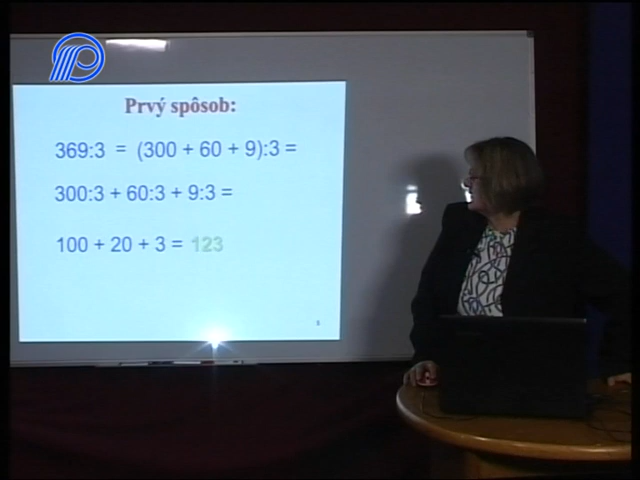 Prvý spôsob:
369:3 = (300 + 60 + 9):3 =
300:3 + 60:3 + 9:3 =
100 + 20 + 3 = 123